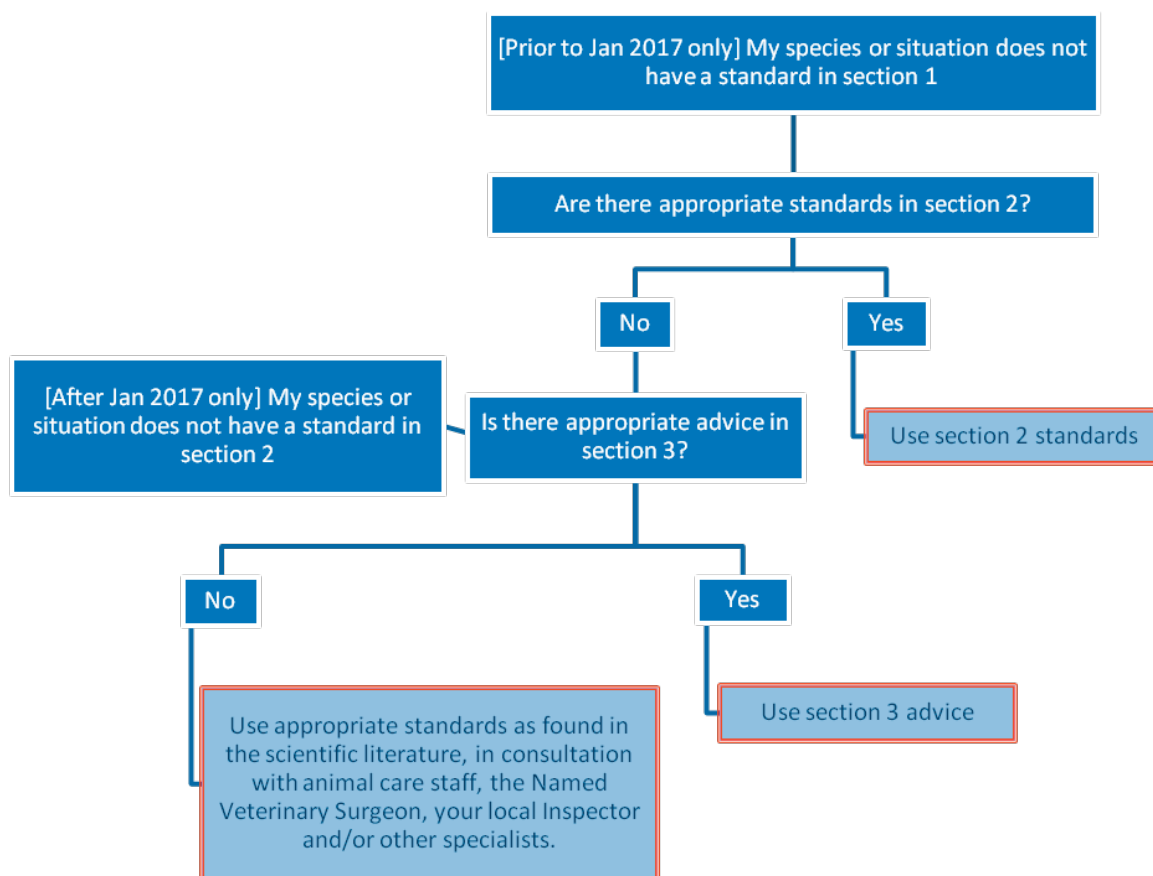 [Prior to Jan 2017 only] My species or situation does not
have a standard in section 1
Are there appropriate standards in section 2?
No
Yes
[After Jan 2017 only] My species or
situation does not have a standard in
section 2
Is there appropriate advice in
section 3?
Use section 2 standards
No
Yes
Use appropriate standards as found in
the scientific literature, in consultation
with animal care staff, the Named
Veterinary Surgeon, your local Inspector
and/or other specialists.
Use section 3 advice